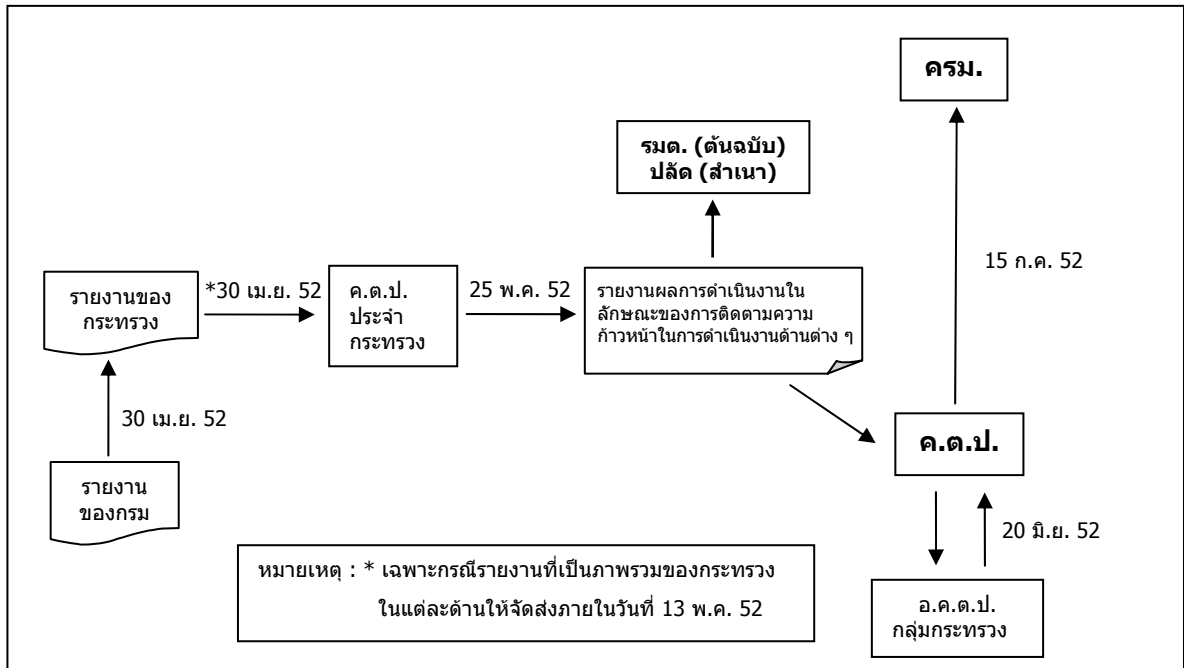 ครม.
รมต. (ต้นฉบับ)
ปลัด (สำเนา)
15 ก.ค. 52
รายงานของ
กระทรวง
*30 เม.ย. 52
ค.ต.ป.
ประจำ
กระทรวง
25 พ.ค. 52
รายงานผลการดำเนินงานใน
ลักษณะของการติดตามความ
ก้าวหน้าในการดำเนินงานด้านต่าง ๆ
30 เม.ย. 52
ค.ต.ป.
รายงาน
ของกรม
20 มิ.ย. 52
หมายเหตุ : * เฉพาะกรณีรายงานที่เป็นภาพรวมของกระทรวง
ในแต่ละด้านให้จัดส่งภายในวันที่ 13 พ.ค. 52
อ.ค.ต.ป.
กลุ่มกระทรวง